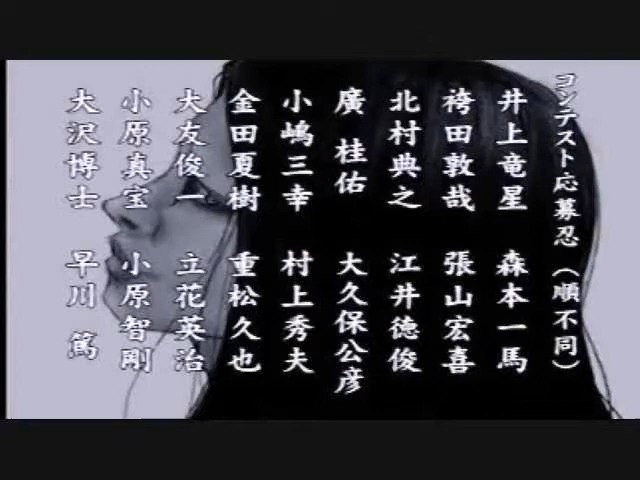 コンテスト応募忍(順不同)
井上竜星　森本一馬
袴田敦哉　張山宏喜
北村典之　江井徳俊
廣　桂佑　大久保公彦
小嶋三幸　村上秀夫
金田夏樹　重松久也
大友俊一　立花英治
小原真宝　小原智剛
大沢博士　早川　篤